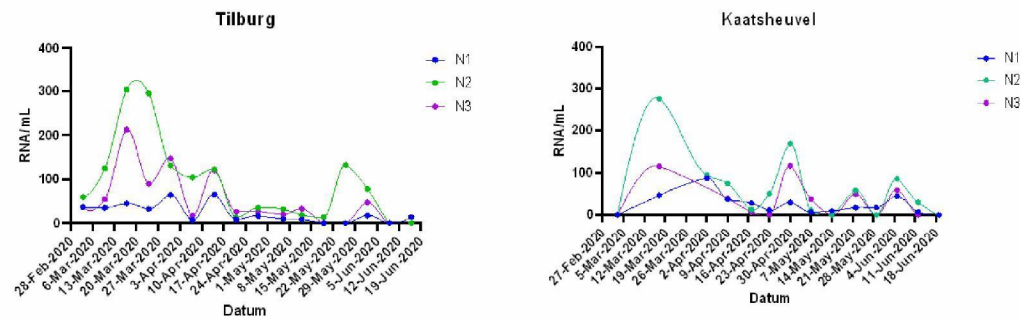 Tilburg
400
300
200
100
0
RNA/mL
28-Feb-2020
6-Mar-2020
13-Mar-2020
20-Mar-2020
27-Mar-2020
3-Apr-2020
10-Apr-2020
17-Apr-2020
24-Apr-2020
1-May-2020
8-May-2020
15-May-2020
22-May-2020
29-May-2020
5-Jun-2020
12-Jun-2020
19-Jun-2020
Datum
N1
N2
N3
Kaatsheuvel
400
300
200
100
0
RNA/mL
27-Feb-2020
5-Mar-2020
12-Mar-2020
19-Mar-2020
26-Mar-2020
2-Apr-2020
9-Apr-2020
16-Apr-2020
23-Apr-2020
30-Apr-2020
7-May-2020
14-May-2020
21-May-2020
28-May-2020
4-Jun-2020
11-Jun-2020
18-Jun-2020
Datum
N1
N2
N3